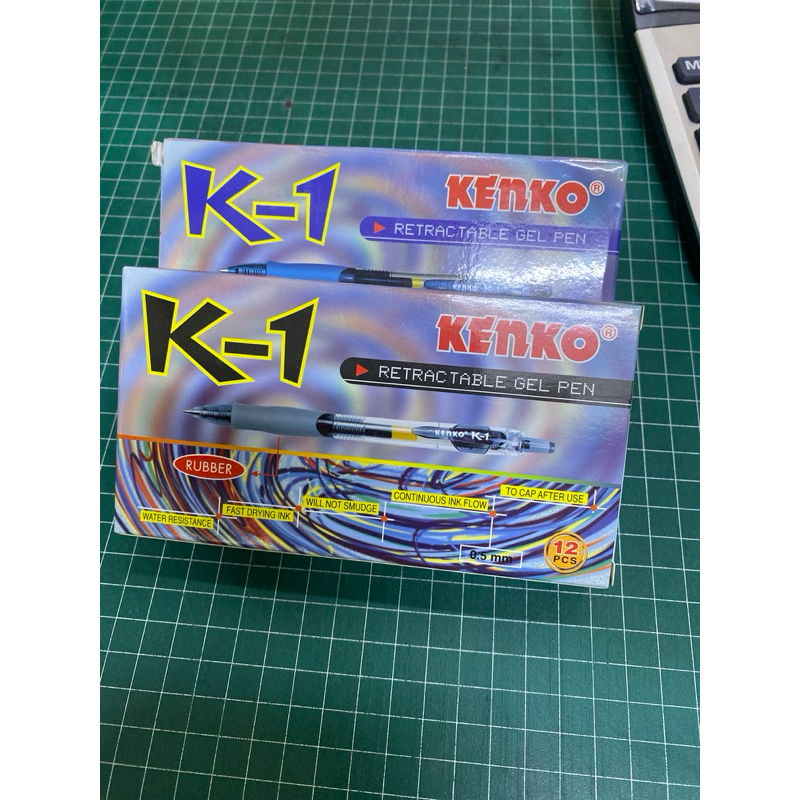 K-1
KENKO®
RETRACTABLE GEL PEN
KENKO
K-1
KENKO®
RETRACTABLE GEL PEN
KENKO® K-1
RUBBER
WATER RESISTANCE
FAST DRYING INK
WILL NOT SMUDGE
CONTINUOUS INK FLOW
TO CAP AFTER USE
0.5 mm
12
PCS